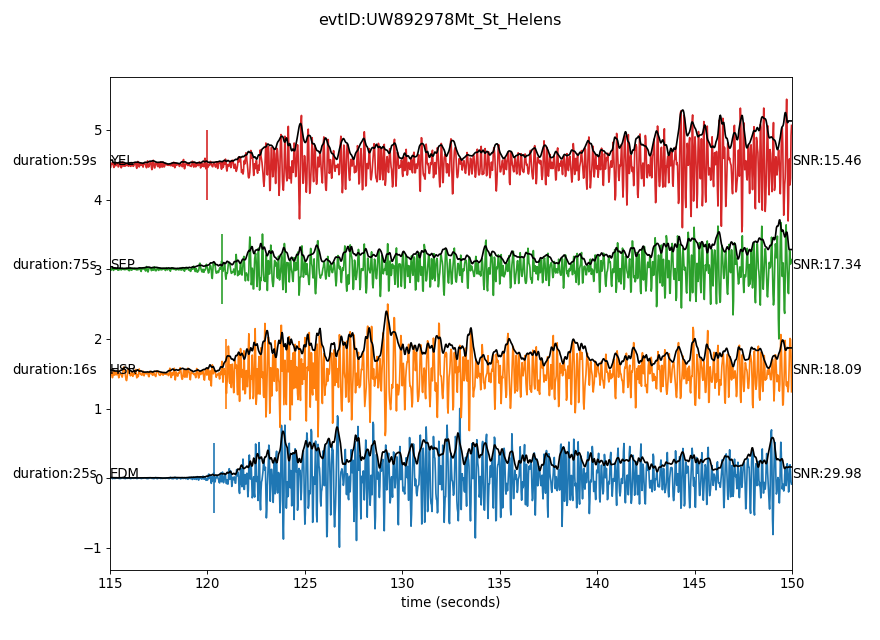 evtID:UW892978Mt_St_Helens
5
duration:59s YEL SNR:15.46
4
duration:75s SEP SNR:17.34
3
2
duration:16s HSR SNR:18.09
1
duration:25s EDM SNR:29.98
0
−1
115 120 125 130 135 140 145 150
time (seconds)